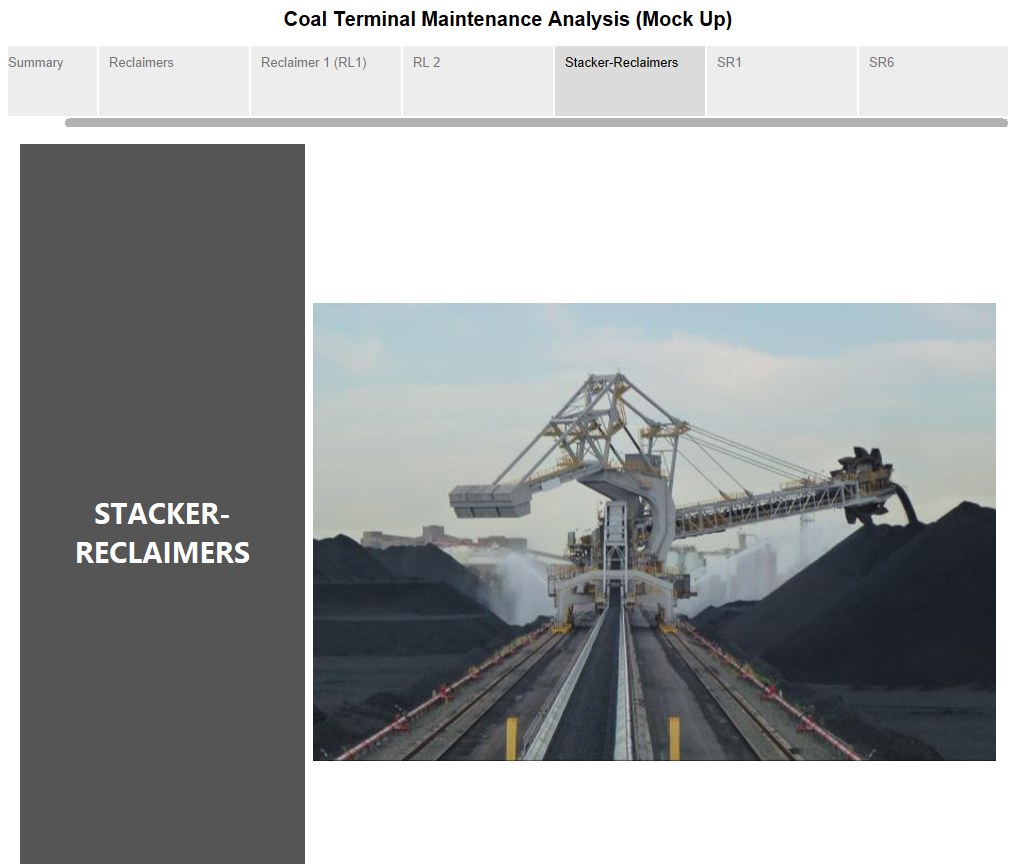 Coal Terminal Maintenance Analysis (Mock Up)
Summary
Reclaimers
Reclaimer 1 (RL1)
RL 2
Stacker-Reclaimers
SR1
SR6
STACKER-
RECLAIMERS